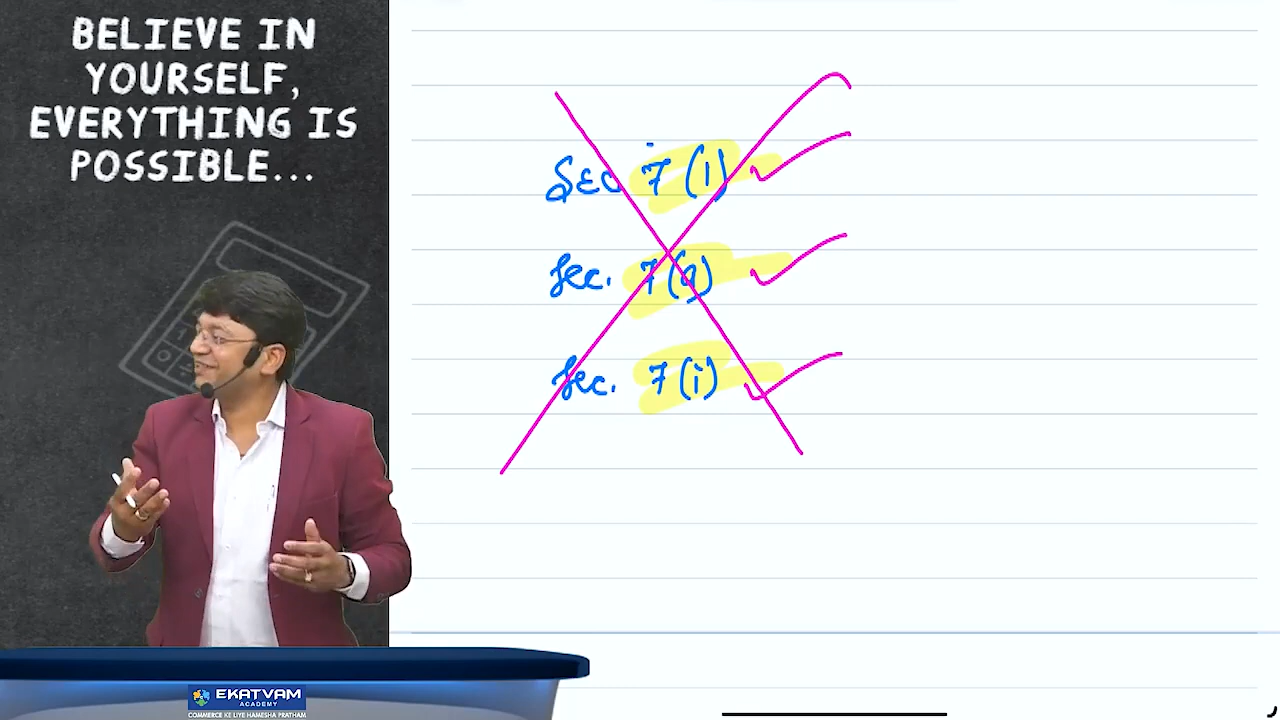 BELIEVE IN
YOURSELF,
EVERYTHING IS
POSSIBLE...
Sec 7(1)
Sec. 7(a)
Sec. 7(i)
EKATVAM
ACADEMY
COMMERCE KE LIYE HAMESHA PRATHAM